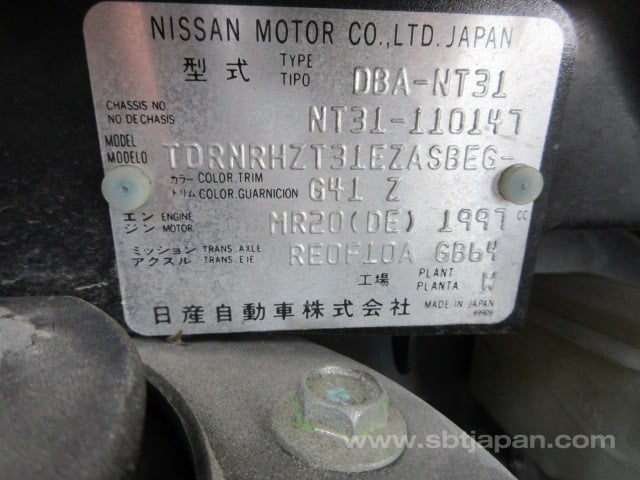 NISSAN MOTOR CO.,LTD. JAPAN
型式 TYPE TIPO DBA-NT31
CHASSIS NO. NO DE CHASIS NT31-110147
MODEL MODELO TDRNRHZT31EZASBEG-
カラー COLOR.TRIM トリム COLOR.GUARNICION G41 Z
エンジン ENGINE MOTOR MR20(DE) 1997 cc
ミッション アクスル TRANS.AXLE TRANS.EJE RE0F10A GB64
工場 PLANT PLANTA W
日産自動車株式会社 MADE IN JAPAN
www.sbtjapan.com